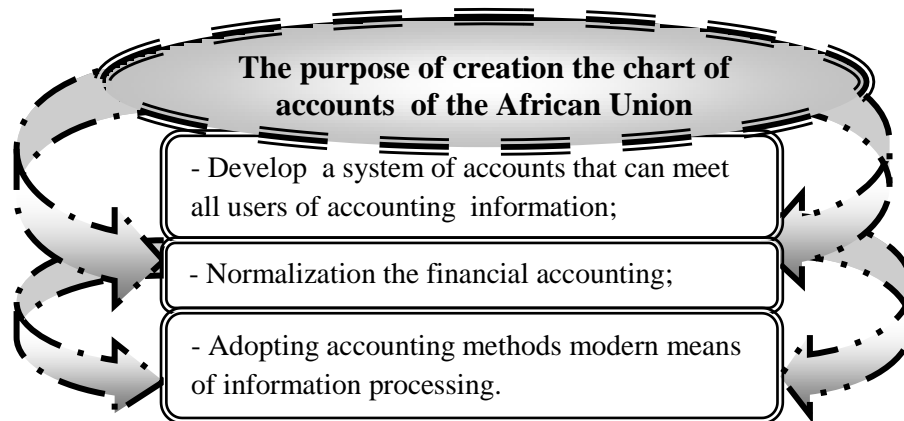 The purpose of creation the chart of
accounts of the African Union
- Develop a system of accounts that can meet
all users of accounting information;
- Normalization the financial accounting;
- Adopting accounting methods modern means
of information processing.